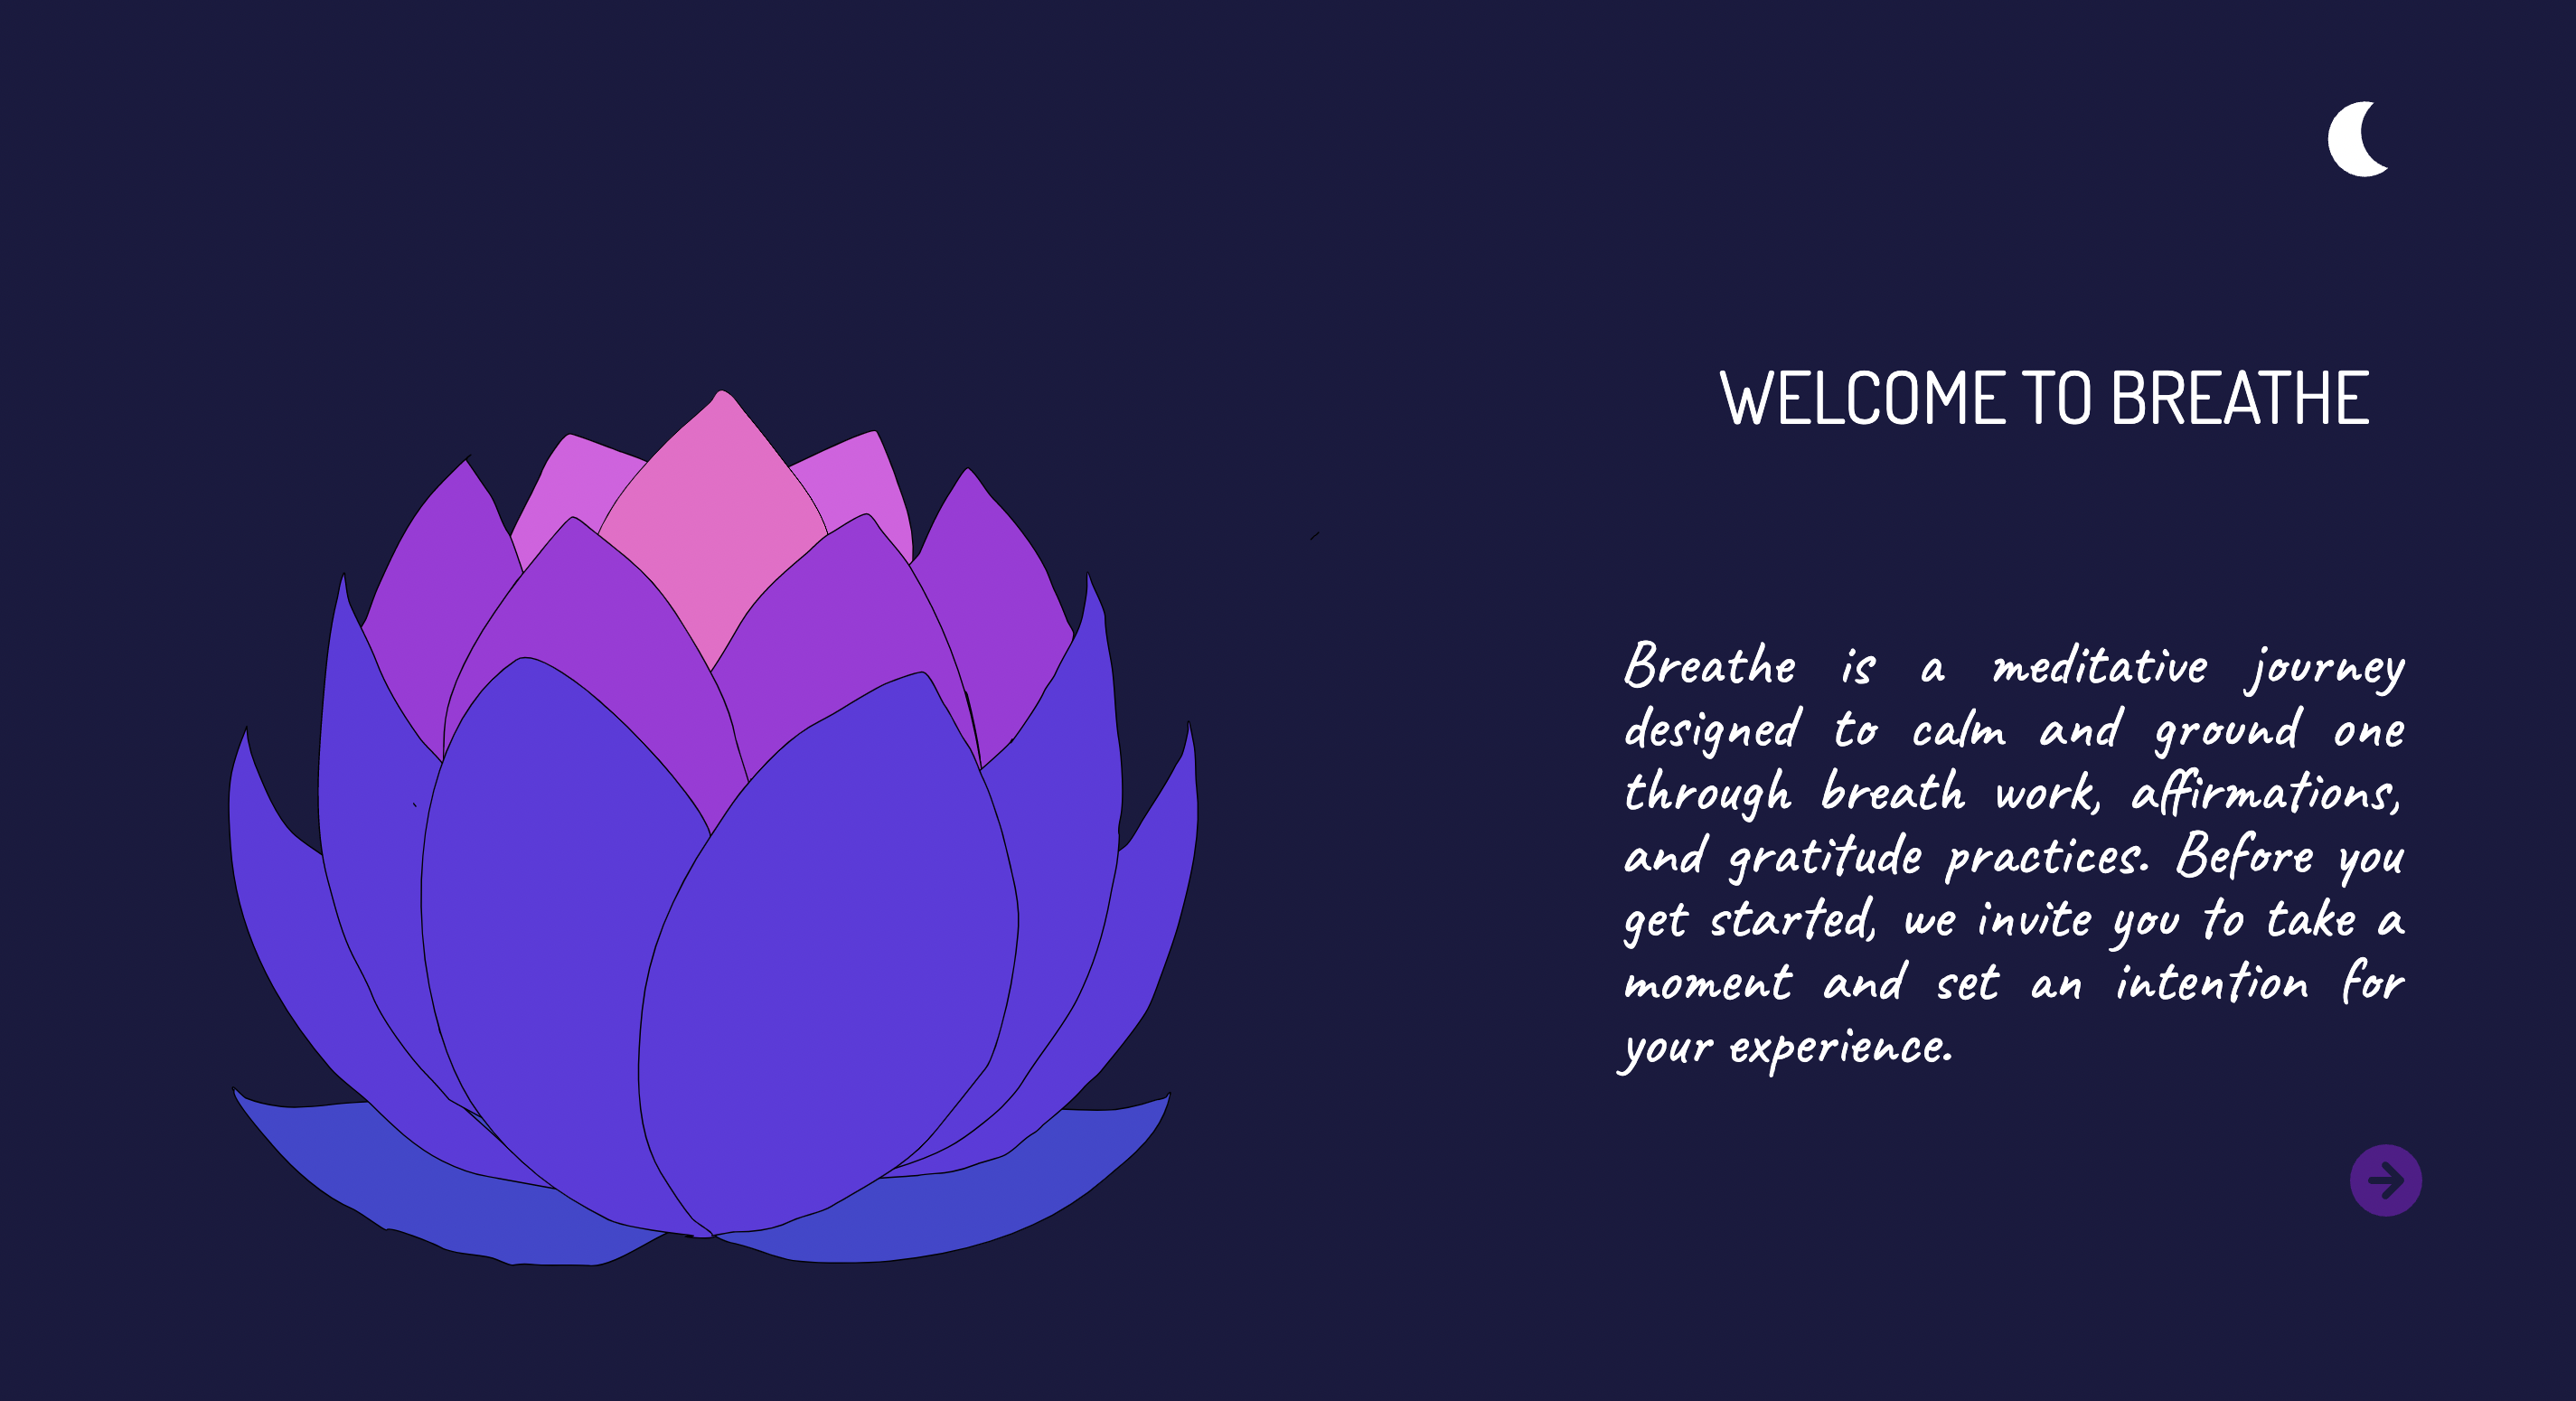 WELCOME TO BREATHE
Breathe is a meditative journey
designed to calm and ground one
through breath work, affirmations,
and gratitude practices. Before you
get started, we invite you to take a
moment and set an intention for
your experience.